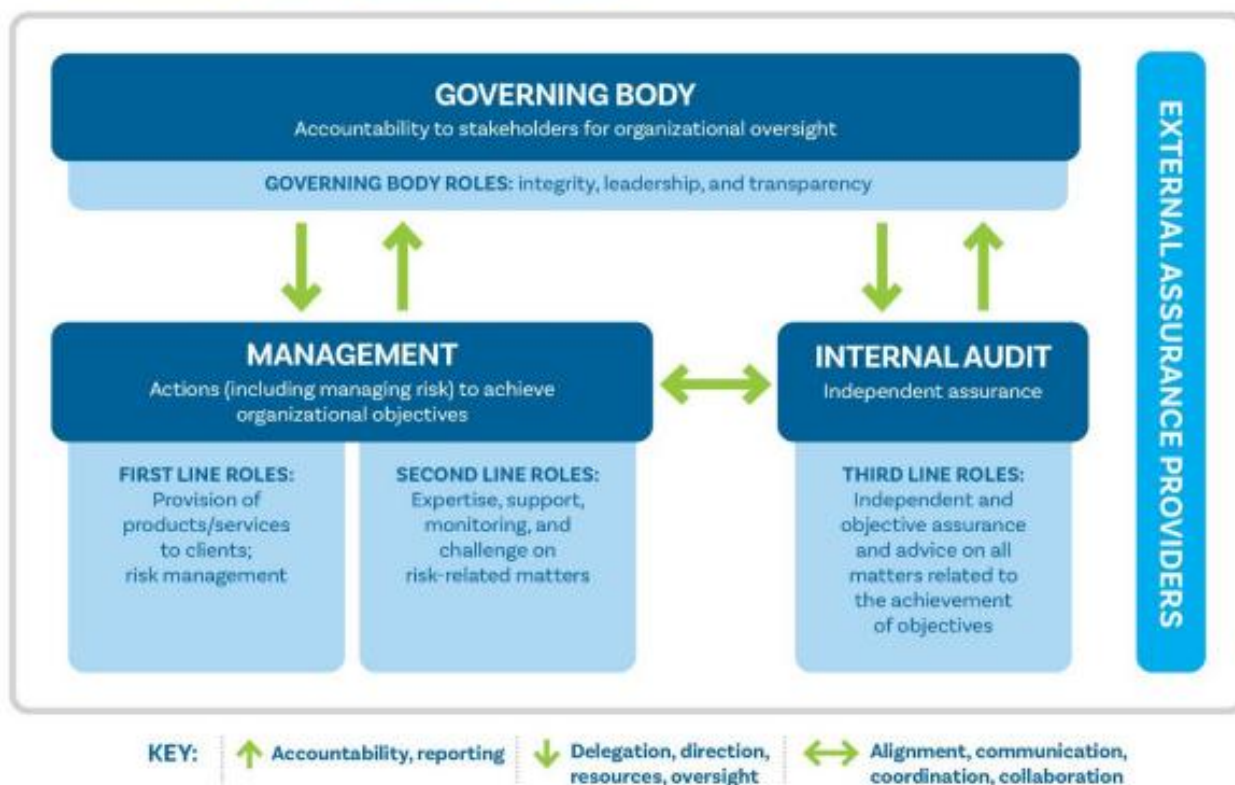 GOVERNING BODY
Accountability to stakeholders for organizational oversight
GOVERNING BODY ROLES: integrity, leadership, and transparency
MANAGEMENT
Actions (including managing risk) to achieve
organizational objectives
INTERNAL AUDIT
Independent assurance
FIRST LINE ROLES:
Provision of
products/services
to clients;
risk management
SECOND LINE ROLES:
Expertise, support,
monitoring, and
challenge on
risk-related matters
THIRD LINE ROLES:
Independent and
objective assurance
and advice on all
matters related to
the achievement
of objectives
EXTERNAL ASSURANCE PROVIDERS
KEY:
Accountability, reporting
Delegation, direction,
resources, oversight
Alignment, communication,
coordination, collaboration